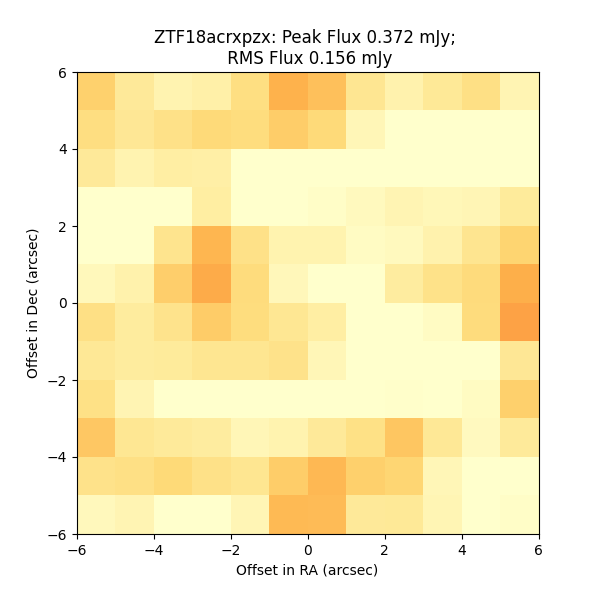 ZTF18acrxpzx: Peak Flux 0.372 mJy;
RMS Flux 0.156 mJy
6
4
2
0
−2
−4
−6
Offset in Dec (arcsec)
−6 −4 −2 0 2 4 6
Offset in RA (arcsec)